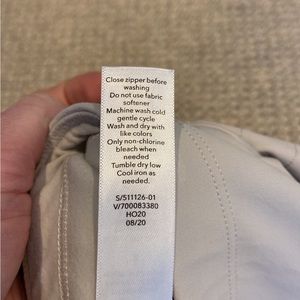 Close zipper before
washing
Do not use fabric
softener
Machine wash cold
gentle cycle
Wash and dry with
like colors
Only non-chlorine
bleach when
needed
Tumble dry low
Cool iron as
needed.
S/511126-01
V/700083380
HO20
08/20